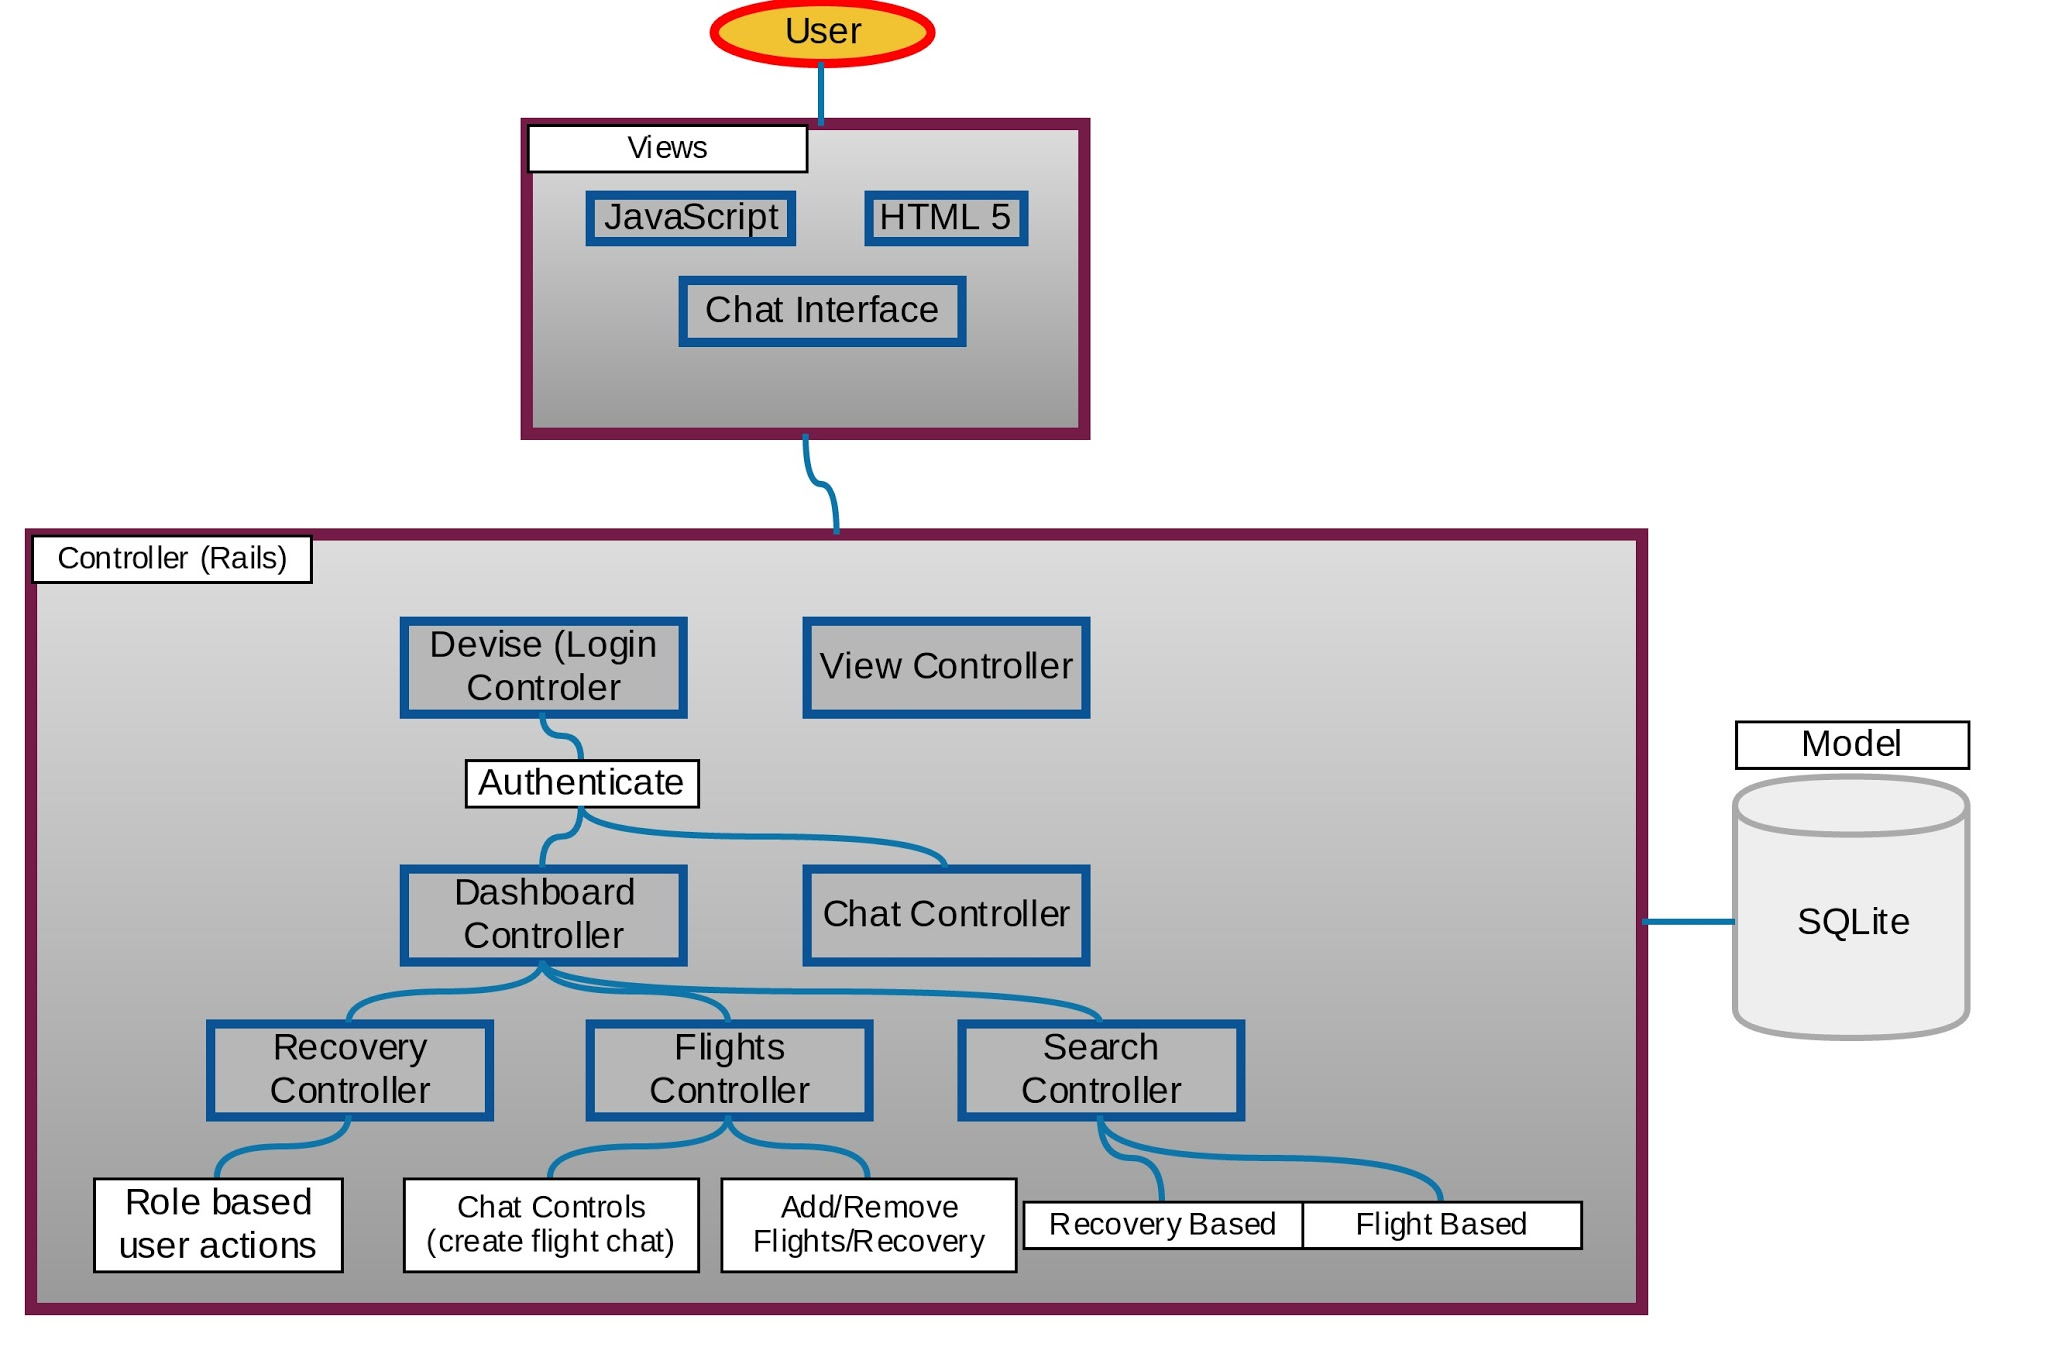 User
Views
JavaScript
HTML 5
Chat Interface
Controller (Rails)
Devise (Login
Controler
View Controller
Authenticate
Model
SQLite
Dashboard
Controller
Chat Controller
Recovery
Controller
Flights
Controller
Search
Controller
Role based
user actions
Chat Controls
(create flight chat)
Add/Remove
Flights/Recovery
Recovery Based
Flight Based